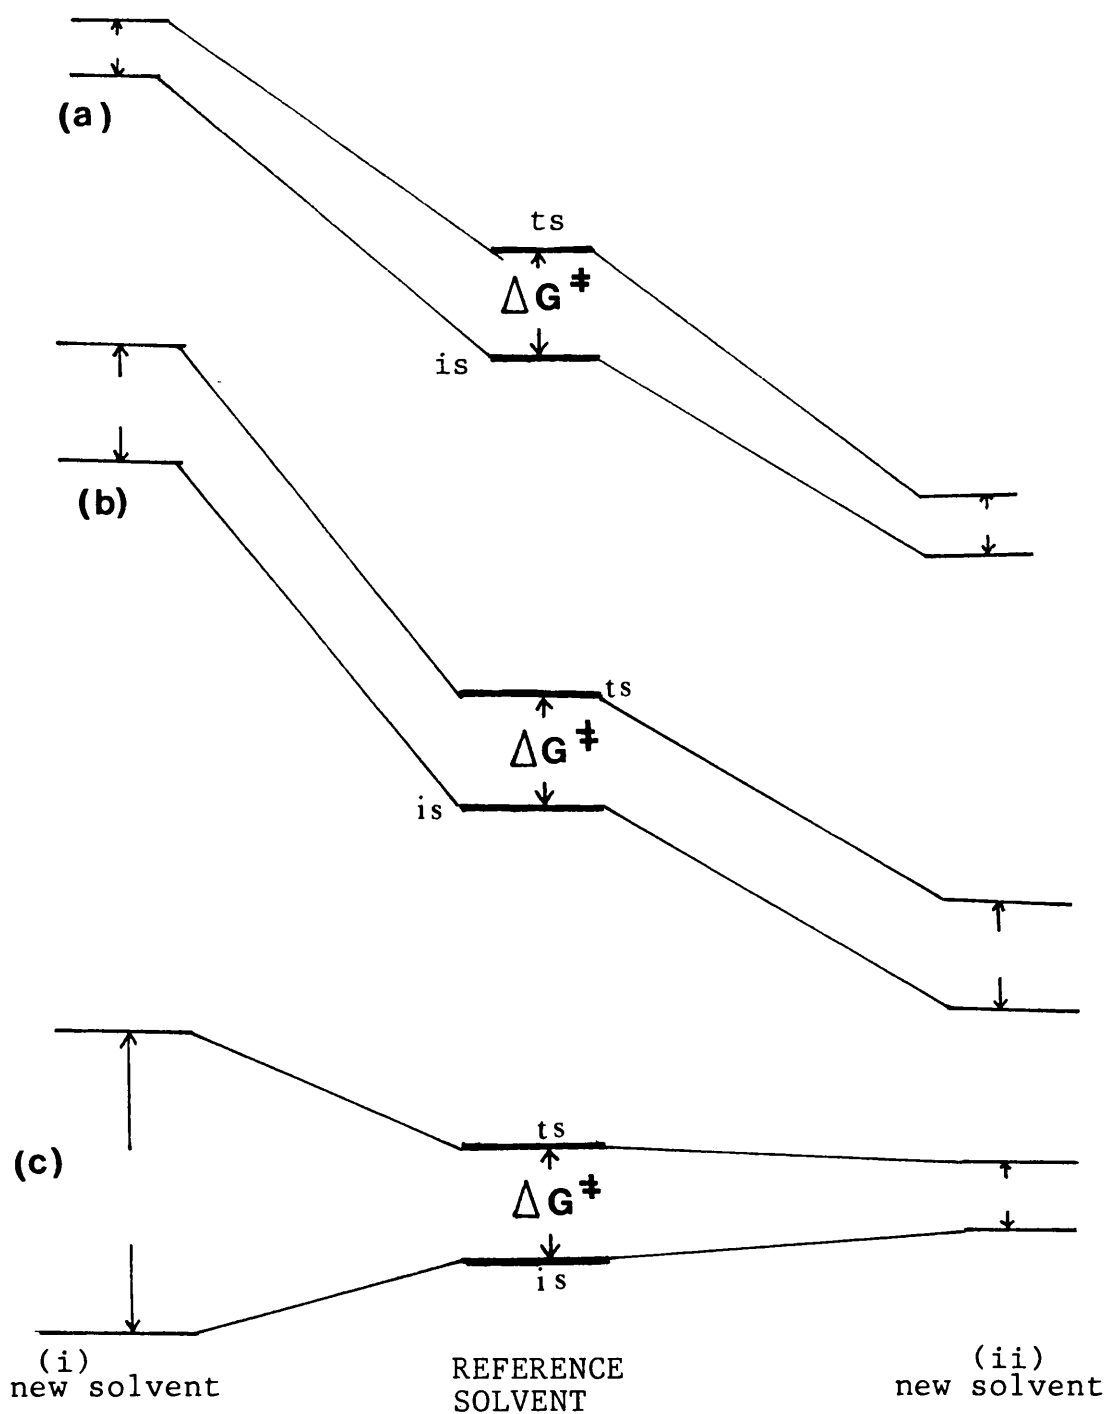 (a)
ts
ΔG‡
is
(b)
ts
ΔG‡
is
(c)
ts
ΔG‡
is
(i)
new solvent
REFERENCE
SOLVENT
(ii)
new solvent